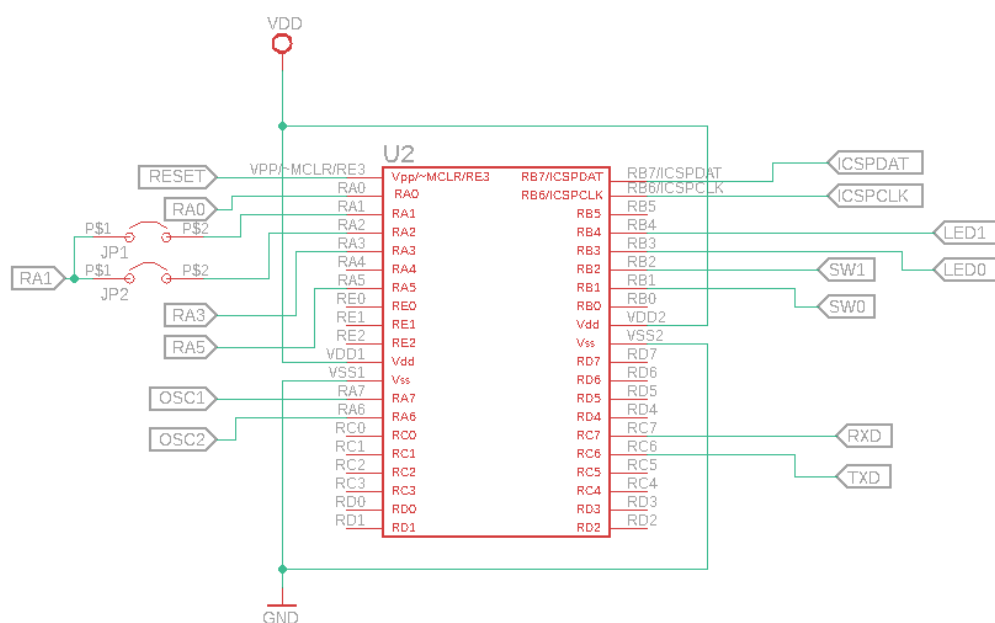 VDD
U2
RESET
VPP/~MCLR/RE3
RA0
RA0
RA1
RA2
RA3
RA4
RA5
RE0
RE1
RE2
VDD1
VSS1
RA7
RA6
RC0
RC1
RC2
RC3
RD0
RD1
P$1
P$2
JP1
P$1
P$2
JP2
RA1
RA3
RA5
OSC1
OSC2
Vpp/~MCLR/RE3
RA0
RA1
RA2
RA3
RA4
RA5
RE0
RE1
RE2
Vdd
Vss
RA7
RA6
RC0
RC1
RC2
RC3
RD0
RD1
RB7/ICSPDAT
RB6/ICSPCLK
RB5
RB4
RB3
RB2
RB1
RB0
Vdd
Vss
RD7
RD6
RD5
RD4
RC7
RC6
RC5
RC4
RD3
RD2
RB7/ICSPDAT
RB6/ICSPCLK
RB5
RB4
RB3
RB2
RB1
RB0
VDD2
VSS2
RD7
RD6
RD5
RD4
RC7
RC6
RC5
RC4
RD3
RD2
ICSPDAT
ICSPCLK
LED1
LED0
SW1
SW0
RXD
TXD
GND